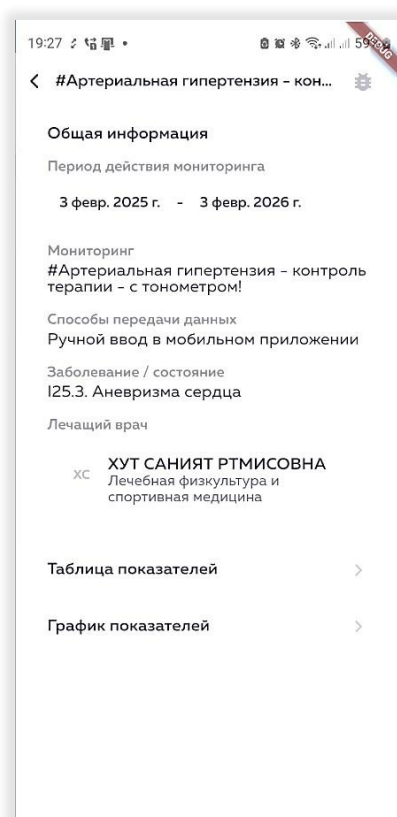 19:27
59%
DEBUG
#Артериальная гипертензия - кон...
Общая информация
Период действия мониторинга
3 февр. 2025 г. - 3 февр. 2026 г.
Мониторинг
#Артериальная гипертензия - контроль
терапии - с тонометром!
Способы передачи данных
Ручной ввод в мобильном приложении
Заболевание / состояние
I25.3. Аневризма сердца
Лечащий врач
ХС
ХУТ САНИЯТ РТМИСОВНА
Лечебная физкультура и
спортивная медицина
Таблица показателей
График показателей